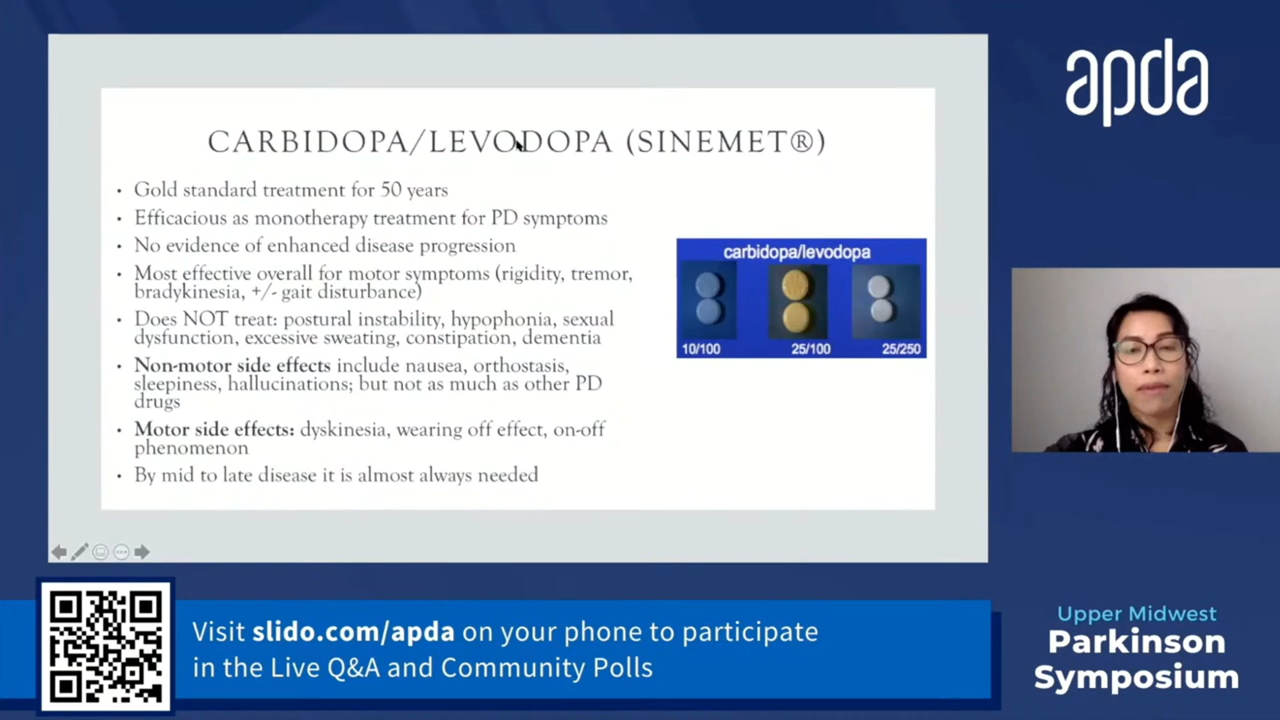 CARBIDOPA/LEVODOPA (SINEMET®)
• Gold standard treatment for 50 years
• Efficacious as monotherapy treatment for PD symptoms
• No evidence of enhanced disease progression
• Most effective overall for motor symptoms (rigidity, tremor,
bradykinesia, +/- gait disturbance)
• Does NOT treat: postural instability, hypophonia, sexual
dysfunction, excessive sweating, constipation, dementia
• Non-motor side effects include nausea, orthostasis,
sleepiness, hallucinations; but not as much as other PD
drugs
• Motor side effects: dyskinesia, wearing off effect, on-off
phenomenon
• By mid to late disease it is almost always needed
carbidopa/levodopa
10/100 25/100 25/250
apda
Visit slido.com/apda on your phone to participate
in the Live Q&A and Community Polls
Upper Midwest
Parkinson
Symposium